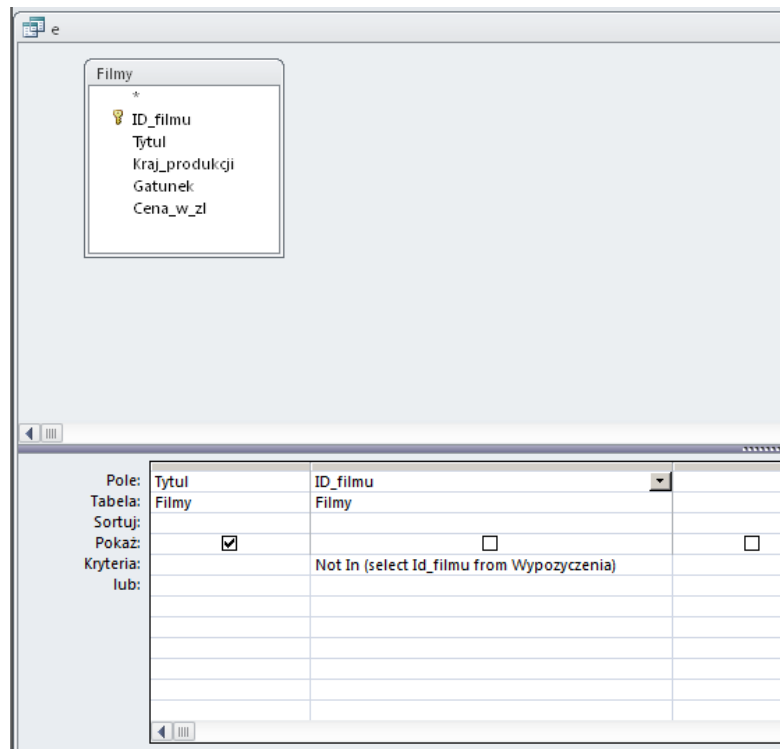 e
Filmy
*
ID_filmu
Tytul
Kraj_produkcji
Gatunek
Cena_w_zl
Pole: Tytul ID_filmu
Tabela: Filmy Filmy
Sortuj:
Pokaż:
Kryteria: Not In (select Id_filmu from Wypozyczenia)
lub: